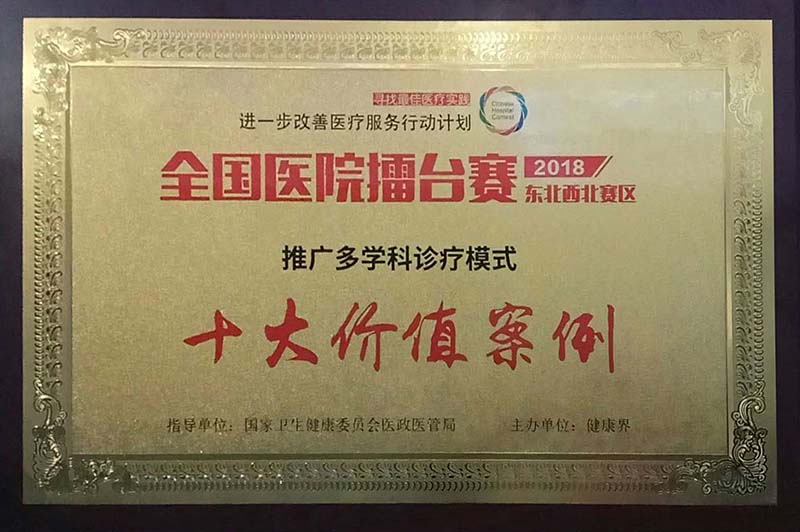 寻找最佳医疗实践
进一步改善医疗服务行动计划
Chinese
Hospital
Contest
全国医院擂台赛
2018
东北西北赛区
推广多学科诊疗模式
十大价值案例
指导单位：国家卫生健康委员会医政医管局 主办单位：健康界